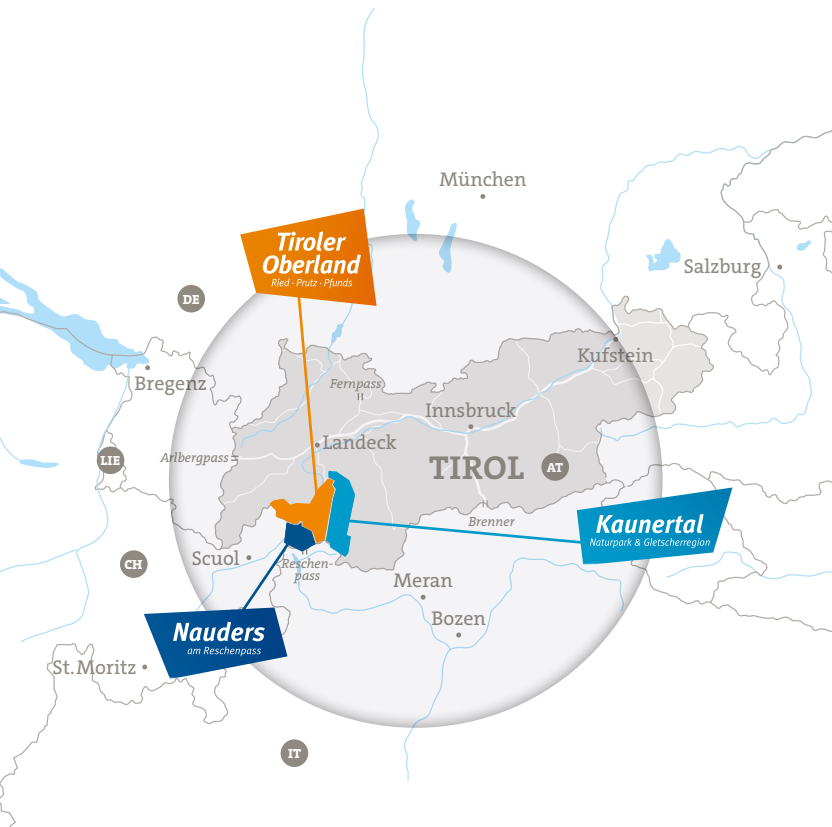 München
Tiroler
Oberland
Ried · Prutz · Pfunds
Salzburg
DE
Kufstein
Bregenz
Fernpass
Innsbruck
Landeck
Arlbergpass
LIE
TIROL
AT
Brenner
Kaunertal
Naturpark & Gletscherregion
Scuol
CH
Reschen-
pass
Meran
Bozen
Nauders
am Reschenpass
St. Moritz
IT